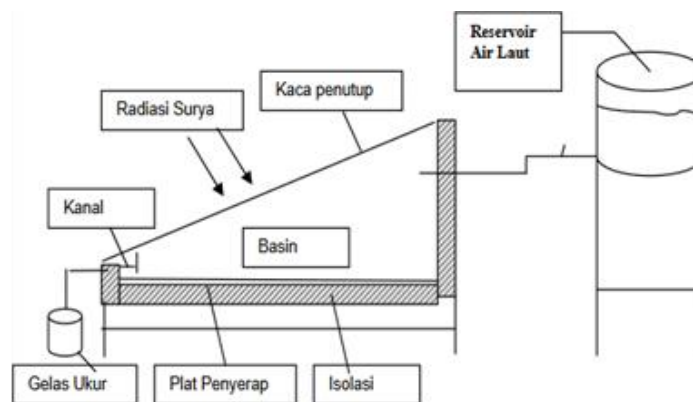 Reservoir
Air Laut
Kaca penutup
Radiasi Surya
Kanal
Basin
Gelas Ukur
Plat Penyerap
Isolasi